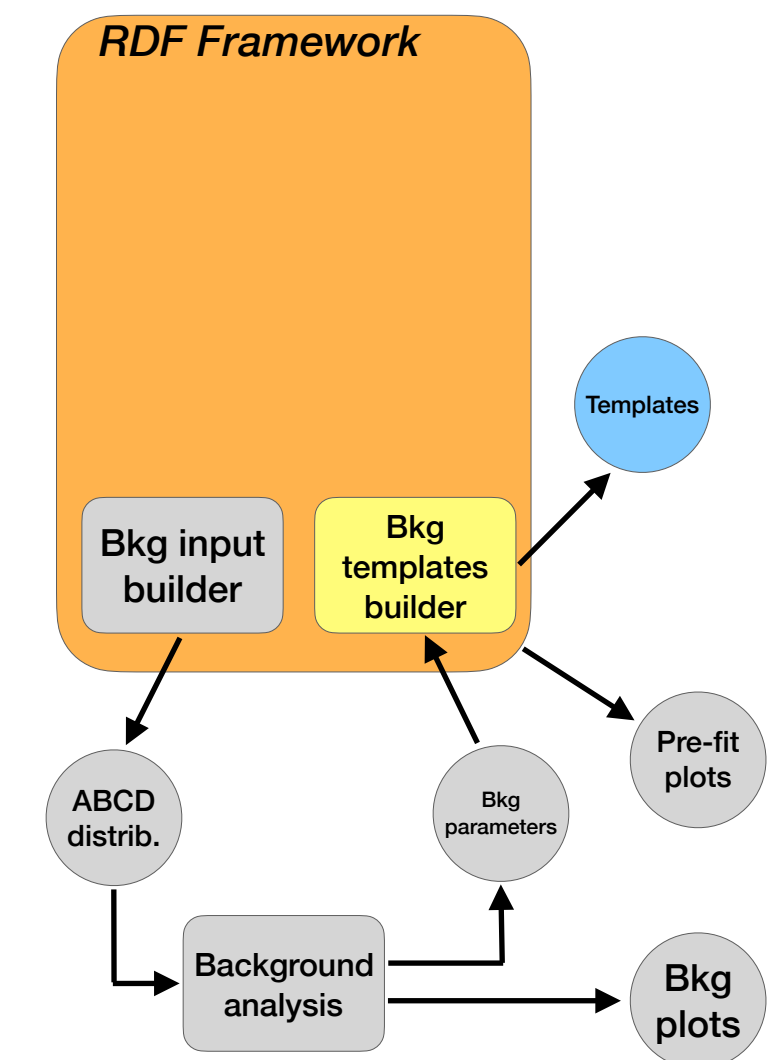 RDF Framework
Templates
Bkg input
builder
Bkg
templates
builder
Pre-fit
plots
ABCD
distrib.
Bkg
parameters
Background
analysis
Bkg
plots